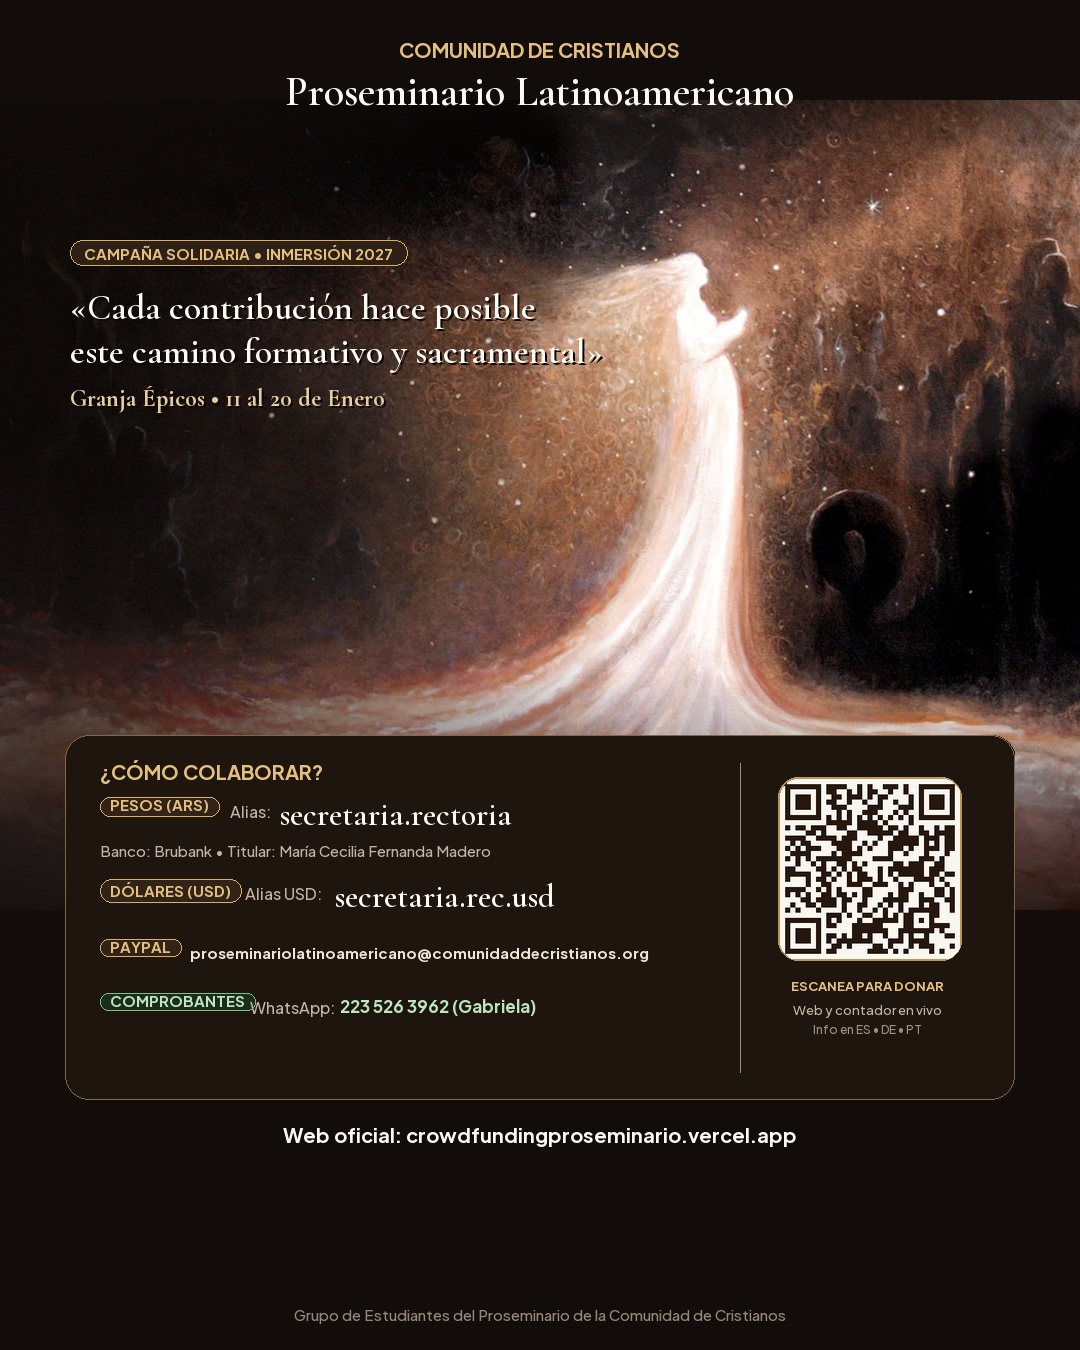 COMUNIDAD DE CRISTIANOS
Proseminario Latinoamericano
CAMPAÑA SOLIDARIA • INMERSIÓN 2027
«Cada contribución hace posible
este camino formativo y sacramental»
Granja Épicos • 11 al 20 de Enero
¿CÓMO COLABORAR?
PESOS (ARS) Alias: secretaria.rectoria
Banco: Brubank • Titular: María Cecilia Fernanda Madero
DÓLARES (USD) Alias USD: secretaria.rec.usd
PAYPAL proseminariolatinoamericano@comunidaddecristianos.org
COMPROBANTES WhatsApp: 223 526 3962 (Gabriela)
ESCANEA PARA DONAR
Web y contador en vivo
Info en ES • DE • PT
Web oficial: crowdfundingproseminario.vercel.app
Grupo de Estudiantes del Proseminario de la Comunidad de Cristianos